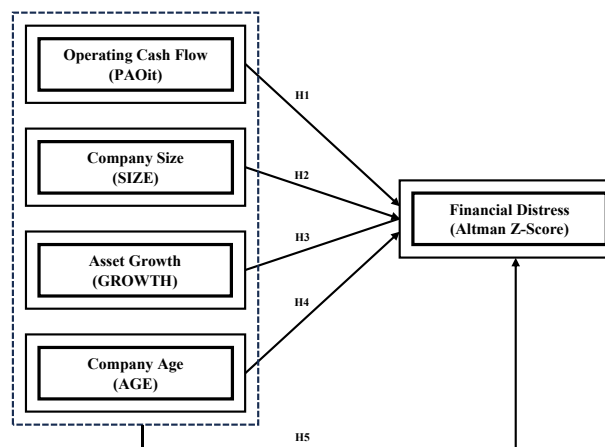 Operating Cash Flow
(PAOit)
H1
Company Size
(SIZE)
H2
Financial Distress
(Altman Z-Score)
Asset Growth
(GROWTH)
H3
H4
Company Age
(AGE)
H5